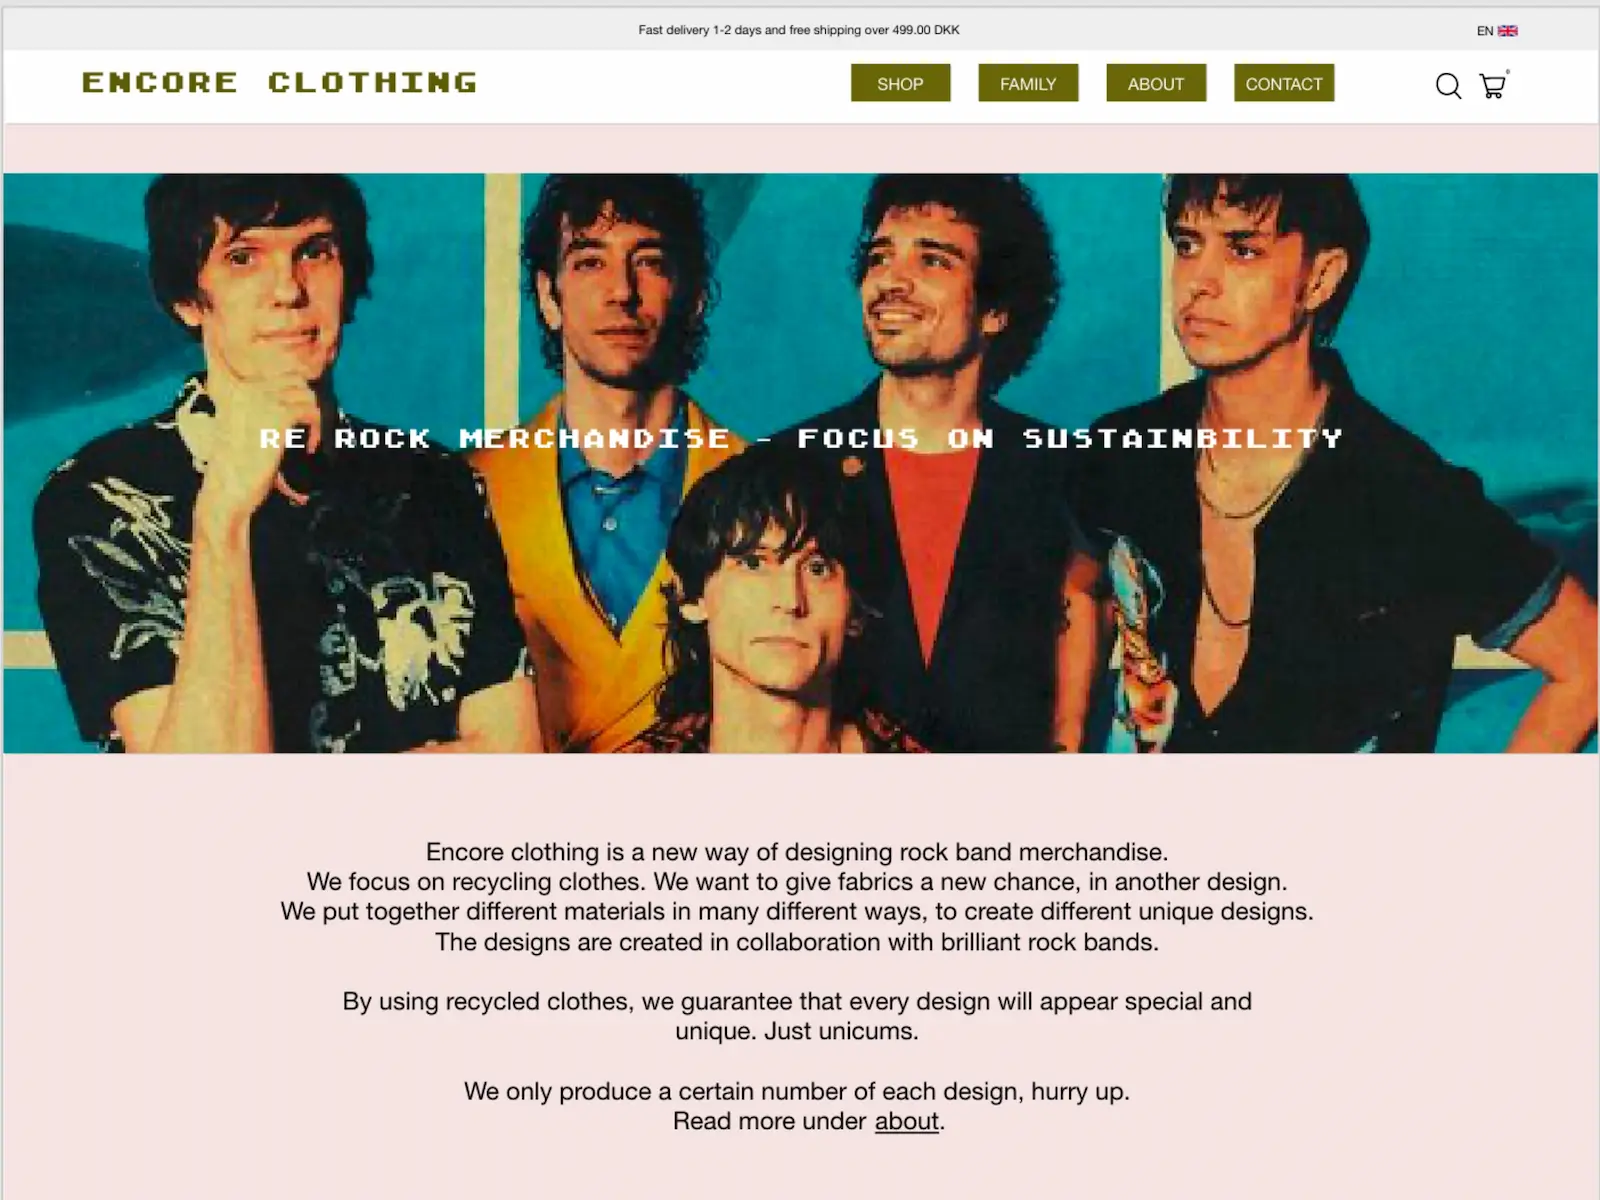 Fast delivery 1-2 days and free shipping over 499.00 DKK
EN
ENCORE CLOTHING
SHOP
FAMILY
ABOUT
CONTACT
0
RE ROCK MERCHANDISE - FOCUS ON SUSTAINBILITY
Encore clothing is a new way of designing rock band merchandise.
We focus on recycling clothes. We want to give fabrics a new chance, in another design.
We put together different materials in many different ways, to create different unique designs.
The designs are created in collaboration with brilliant rock bands.
By using recycled clothes, we guarantee that every design will appear special and
unique. Just unicums.
We only produce a certain number of each design, hurry up.
Read more under about.